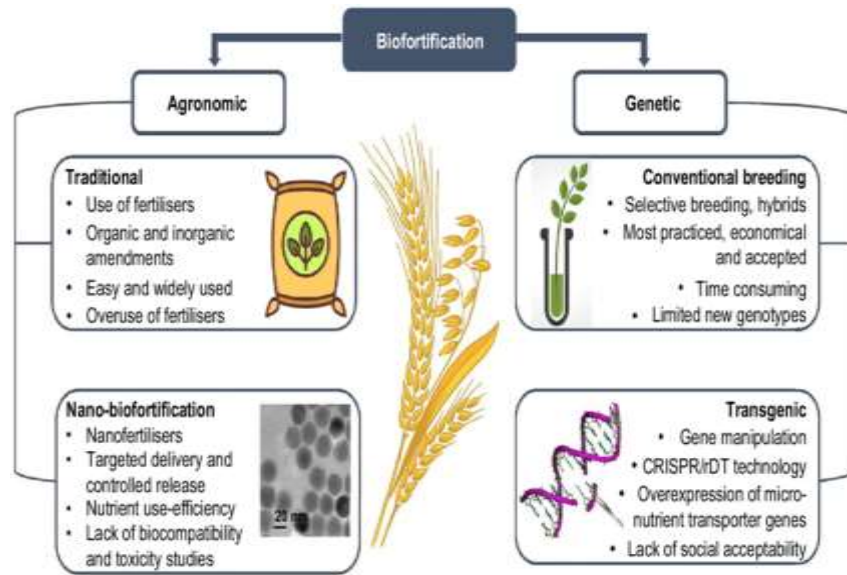 Biofortification
Agronomic
Genetic
Traditional
• Use of fertilisers
• Organic and inorganic
amendments
• Easy and widely used
• Overuse of fertilisers
Conventional breeding
• Selective breeding, hybrids
• Most practiced, economical
and accepted
• Time consuming
• Limited new genotypes
Nano-biofortification
• Nanofertilisers
• Targeted delivery and
controlled release
• Nutrient use-efficiency
• Lack of biocompatibility
and toxicity studies
20 nm
Transgenic
• Gene manipulation
• CRISPR/rDT technology
• Overexpression of micro-
nutrient transporter genes
• Lack of social acceptability